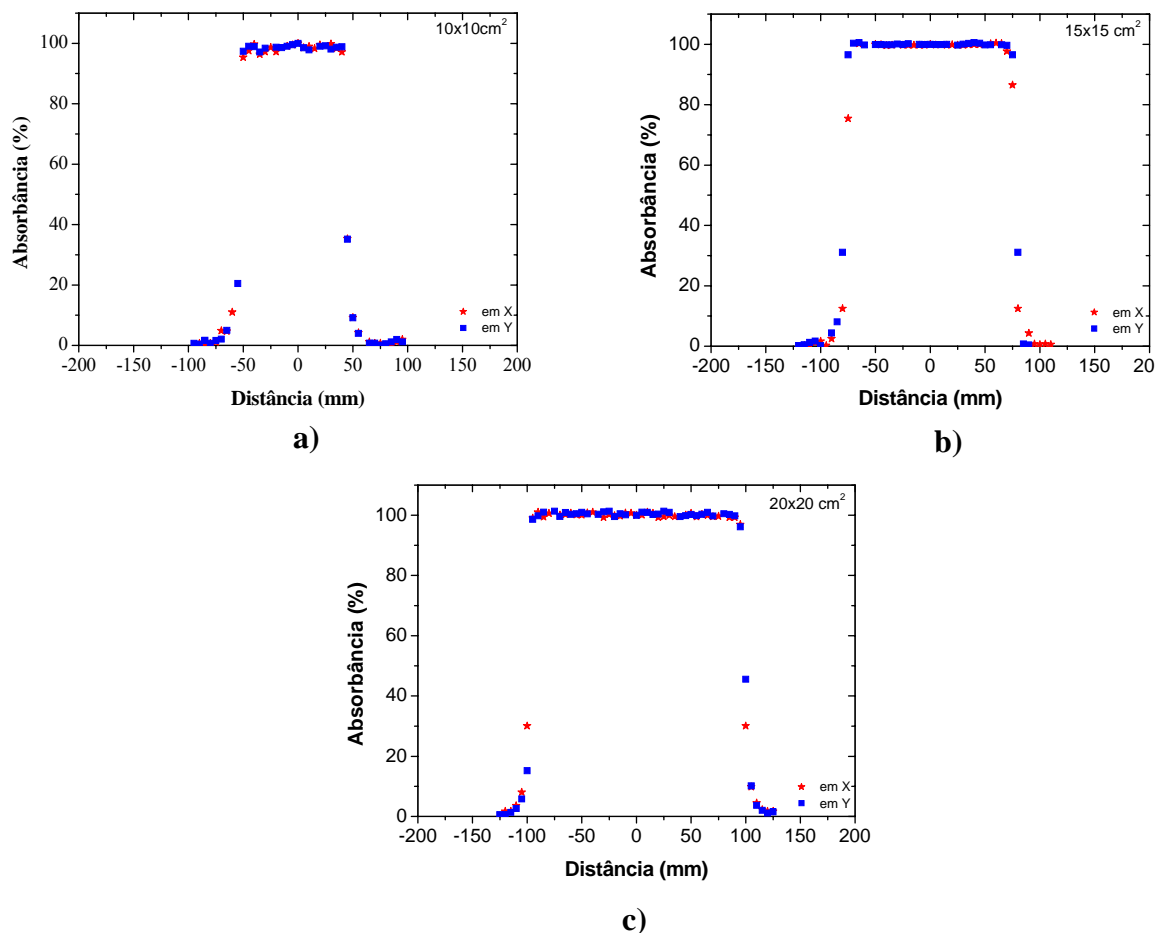 10x10cm²
100
80
60
40
20
0
Absorbância (%)
em X
em Y
-200 -150 -100 -50 0 50 100 150 200
Distância (mm)
a)
15x15 cm²
100
80
60
40
20
0
Absorbância (%)
em X
em Y
-200 -150 -100 -50 0 50 100 150 20
Distância (mm)
b)
20x20 cm²
100
80
60
40
20
0
Absorbância (%)
em X
em Y
-200 -150 -100 -50 0 50 100 150 200
Distância (mm)
c)